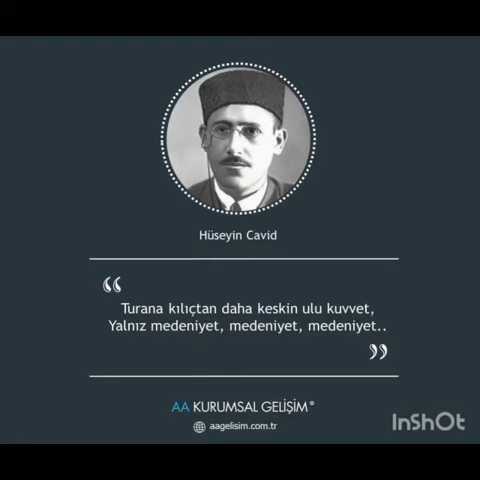 Hüseyin Cavid
“
Turana kılıçtan daha keskin ulu kuvvet,
Yalnız medeniyet, medeniyet, medeniyet..
”
AA KURUMSAL GELİŞİM®
aagelisim.com.tr
InShOt